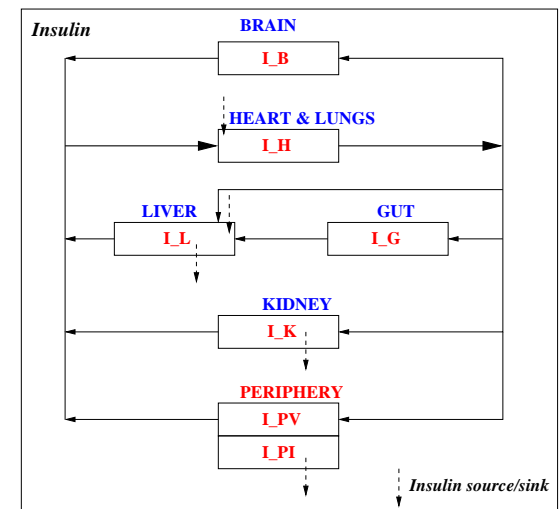 Insulin
BRAIN
I_B
HEART & LUNGS
I_H
LIVER
GUT
I_L
I_G
KIDNEY
I_K
PERIPHERY
I_PV
I_PI
Insulin source/sink